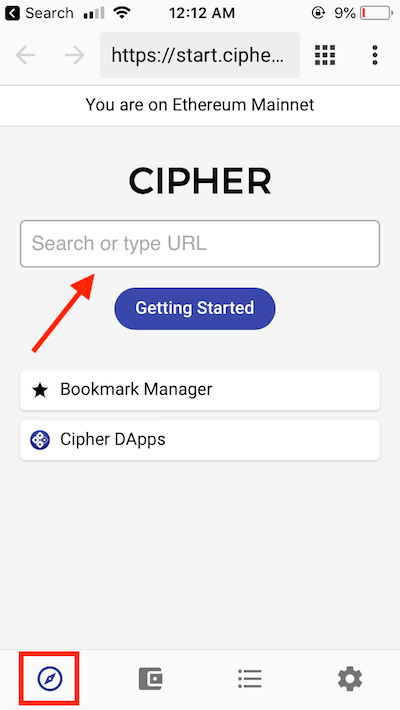 Search 12:12 AM 9%
https://start.ciphe...
You are on Ethereum Mainnet
CIPHER
Search or type URL
Getting Started
Bookmark Manager
Cipher DApps